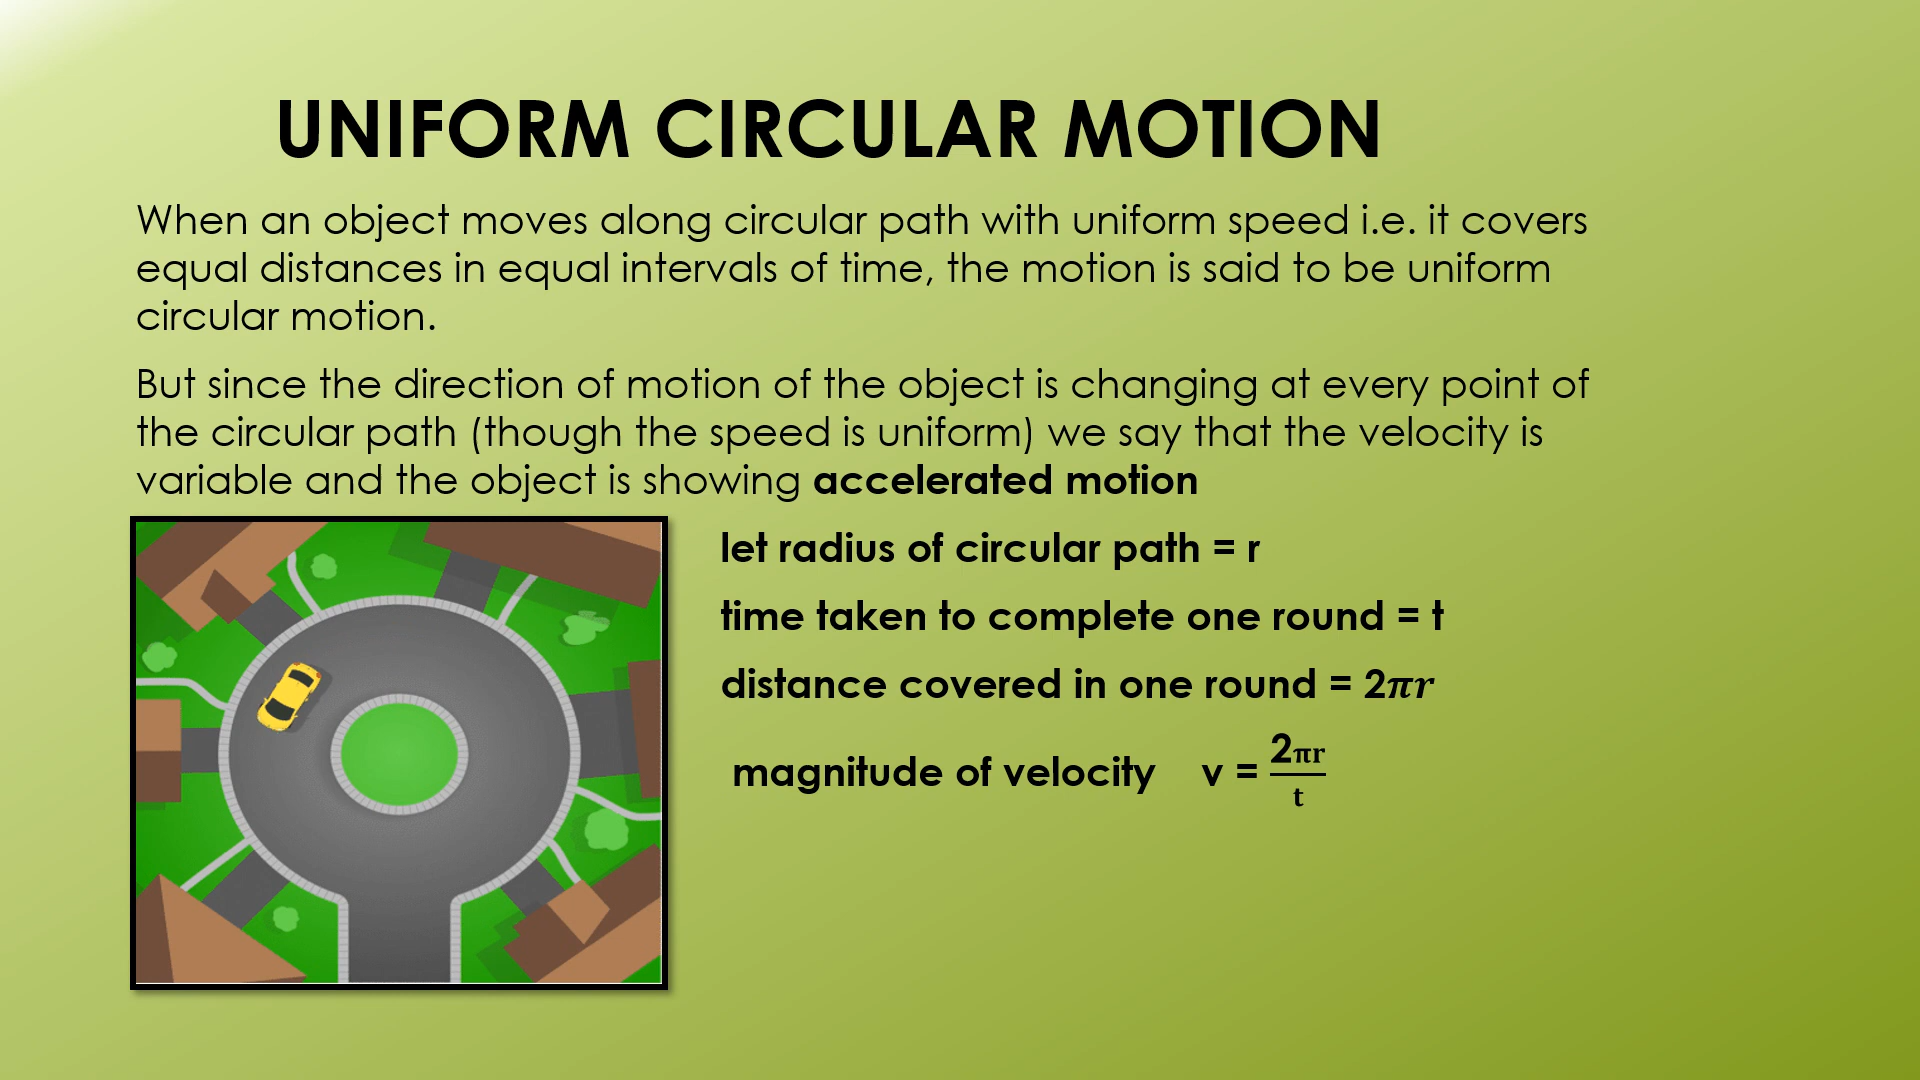 UNIFORM CIRCULAR MOTION
When an object moves along circular path with uniform speed i.e. it covers
equal distances in equal intervals of time, the motion is said to be uniform
circular motion.
But since the direction of motion of the object is changing at every point of
the circular path (though the speed is uniform) we say that the velocity is
variable and the object is showing accelerated motion
let radius of circular path = r
time taken to complete one round = t
distance covered in one round = 2𝝅𝒓
magnitude of velocity v = 2πr/t